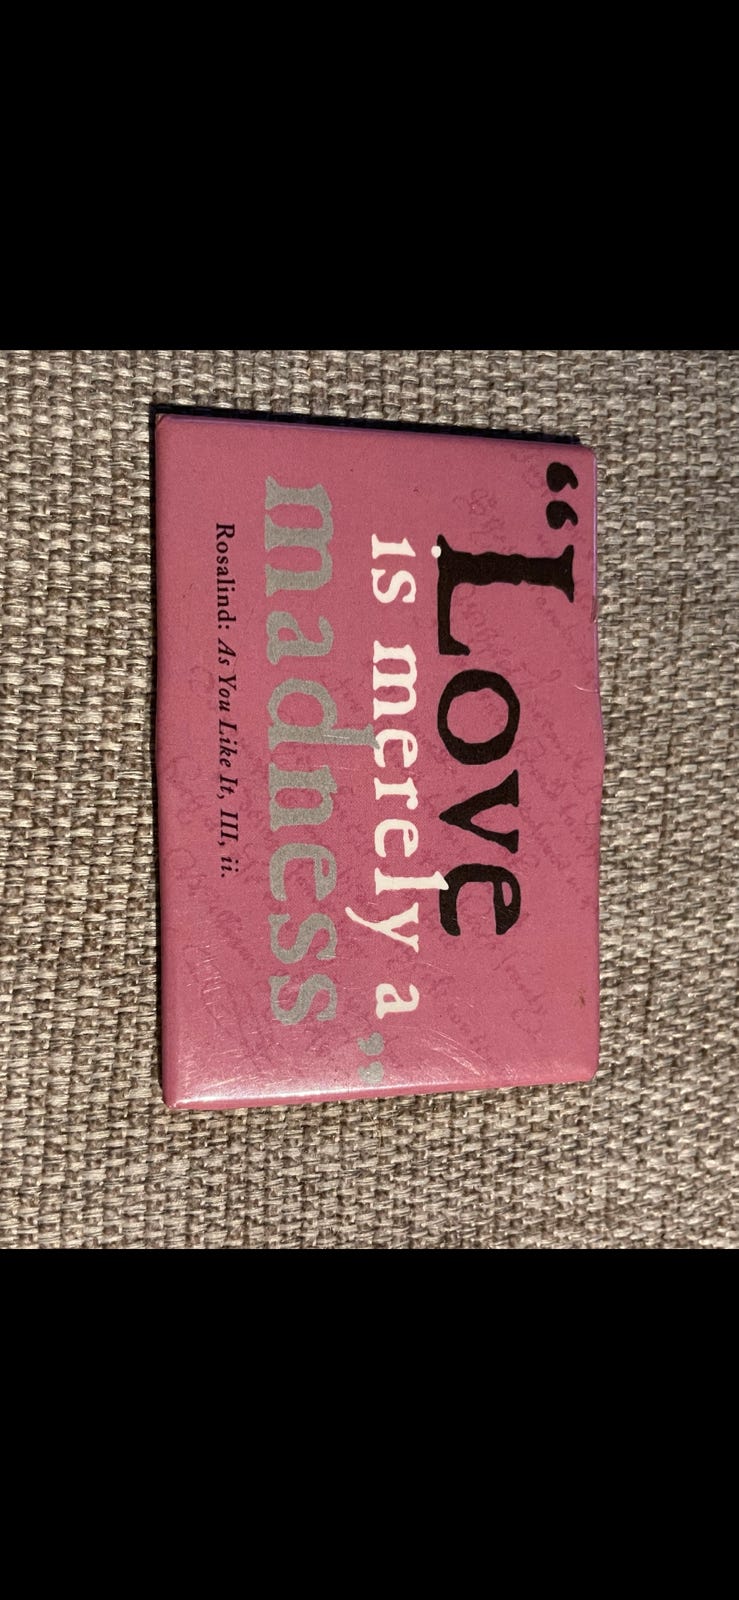 “Love
is merely a
madness”
Rosalind: As You Like It, III, ii.